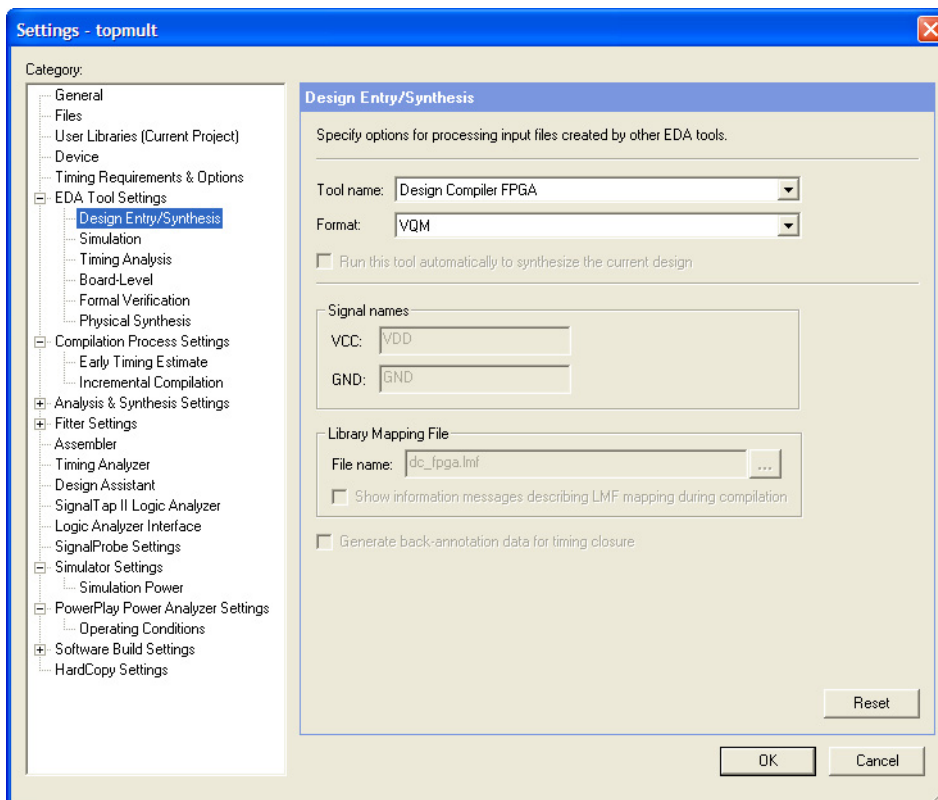 Settings - topmult
Category:
General
Files
User Libraries (Current Project)
Device
Timing Requirements & Options
EDA Tool Settings
Design Entry/Synthesis
Simulation
Timing Analysis
Board-Level
Formal Verification
Physical Synthesis
Compilation Process Settings
Early Timing Estimate
Incremental Compilation
Analysis & Synthesis Settings
Fitter Settings
Assembler
Timing Analyzer
Design Assistant
SignalTap II Logic Analyzer
Logic Analyzer Interface
SignalProbe Settings
Simulator Settings
Simulation Power
PowerPlay Power Analyzer Settings
Operating Conditions
Software Build Settings
HardCopy Settings
Design Entry/Synthesis
Specify options for processing input files created by other EDA tools.
Tool name: Design Compiler FPGA
Format: VQM
Run this tool automatically to synthesize the current design
Signal names
VCC: VDD
GND: GND
Library Mapping File
File name: dc_fpga.lmf ...
Show information messages describing LMF mapping during compilation
Generate back-annotation data for timing closure
Reset
OK Cancel